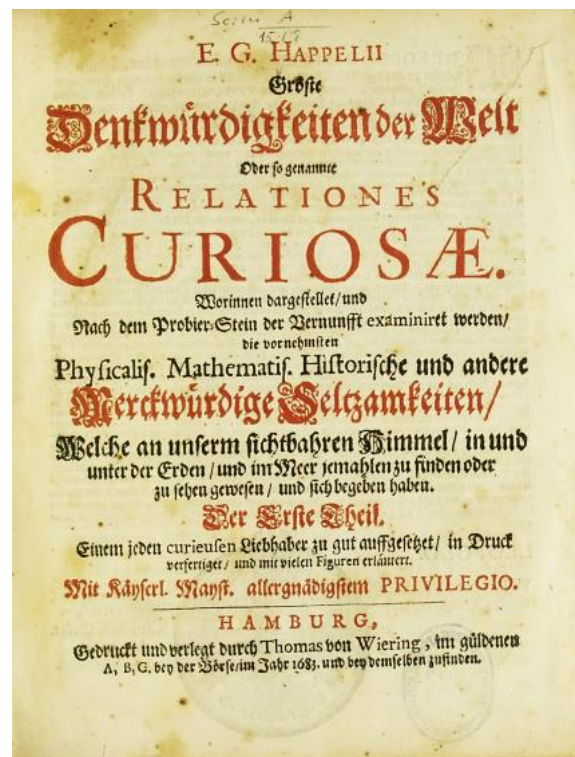 E. G. HAPPELII
Gröste
Denkwürdigkeiten der Welt
Oder so genannte
RELATIONES
CURIOSÆ.
Worinnen dargestellet/und
Nach dem Probier-Stein der Vernunfft examiniret werden/
die vornehmsten
Physicalis. Mathematis. Historische und andere
Merckwürdige Seltzamkeiten/
Welche an unserm sichtbahren Himmel/ in und
unter der Erden/und im Meer jemahlen zu finden oder
zu sehen gewesen/ und sich begeben haben.
Der Erste Theil.
Einem jeden curieusen Liebhaber zu gut auffgesetzet/ in Druck
verfertiget/ und mit vielen Figuren erläutert.
Mit Käyserl. Mayst. allergnädigstem PRIVILEGIO.
HAMBURG,
Gedruckt und verlegt durch Thomas von Wiering, im güldenen
A, B, G. bey der Börse/im Jahr 1683. und bey demselben zufinden.